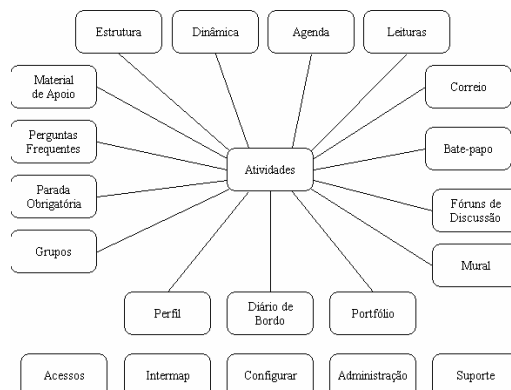 Estrutura
Dinâmica
Agenda
Leituras
Material
de Apoio
Correio
Perguntas
Frequentes
Bate-papo
Atividades
Parada
Obrigatória
Fóruns de
Discussão
Grupos
Mural
Perfil
Diário de
Bordo
Portfólio
Acessos
Intermap
Configurar
Administração
Suporte